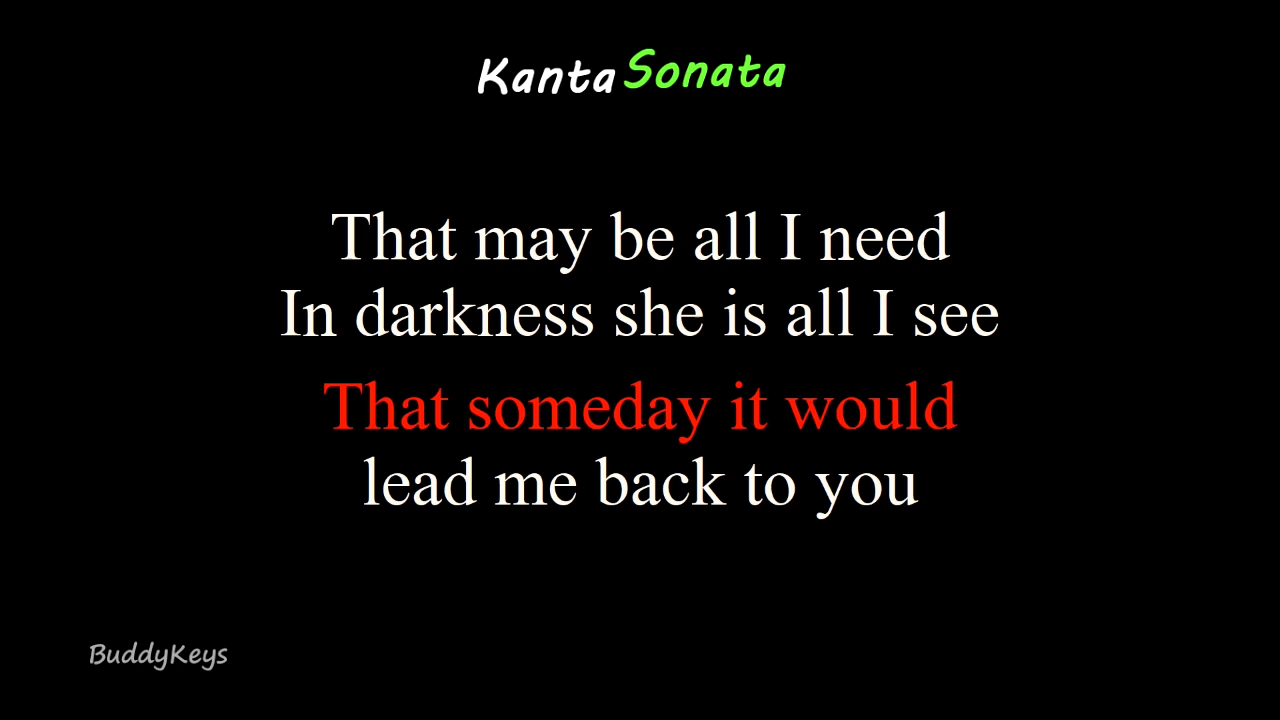 Kanta Sonata
That may be all I need
In darkness she is all I see
That someday it would
lead me back to you
BuddyKeys